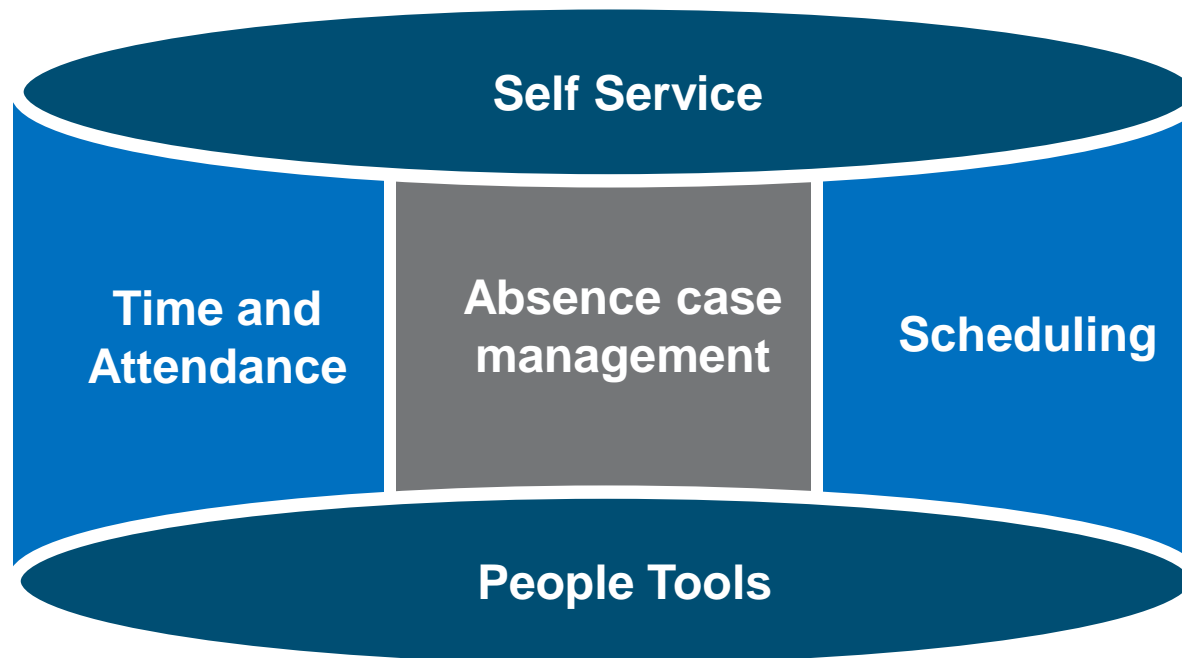 Self Service
Time and
Attendance
Absence case
management
Scheduling
People Tools